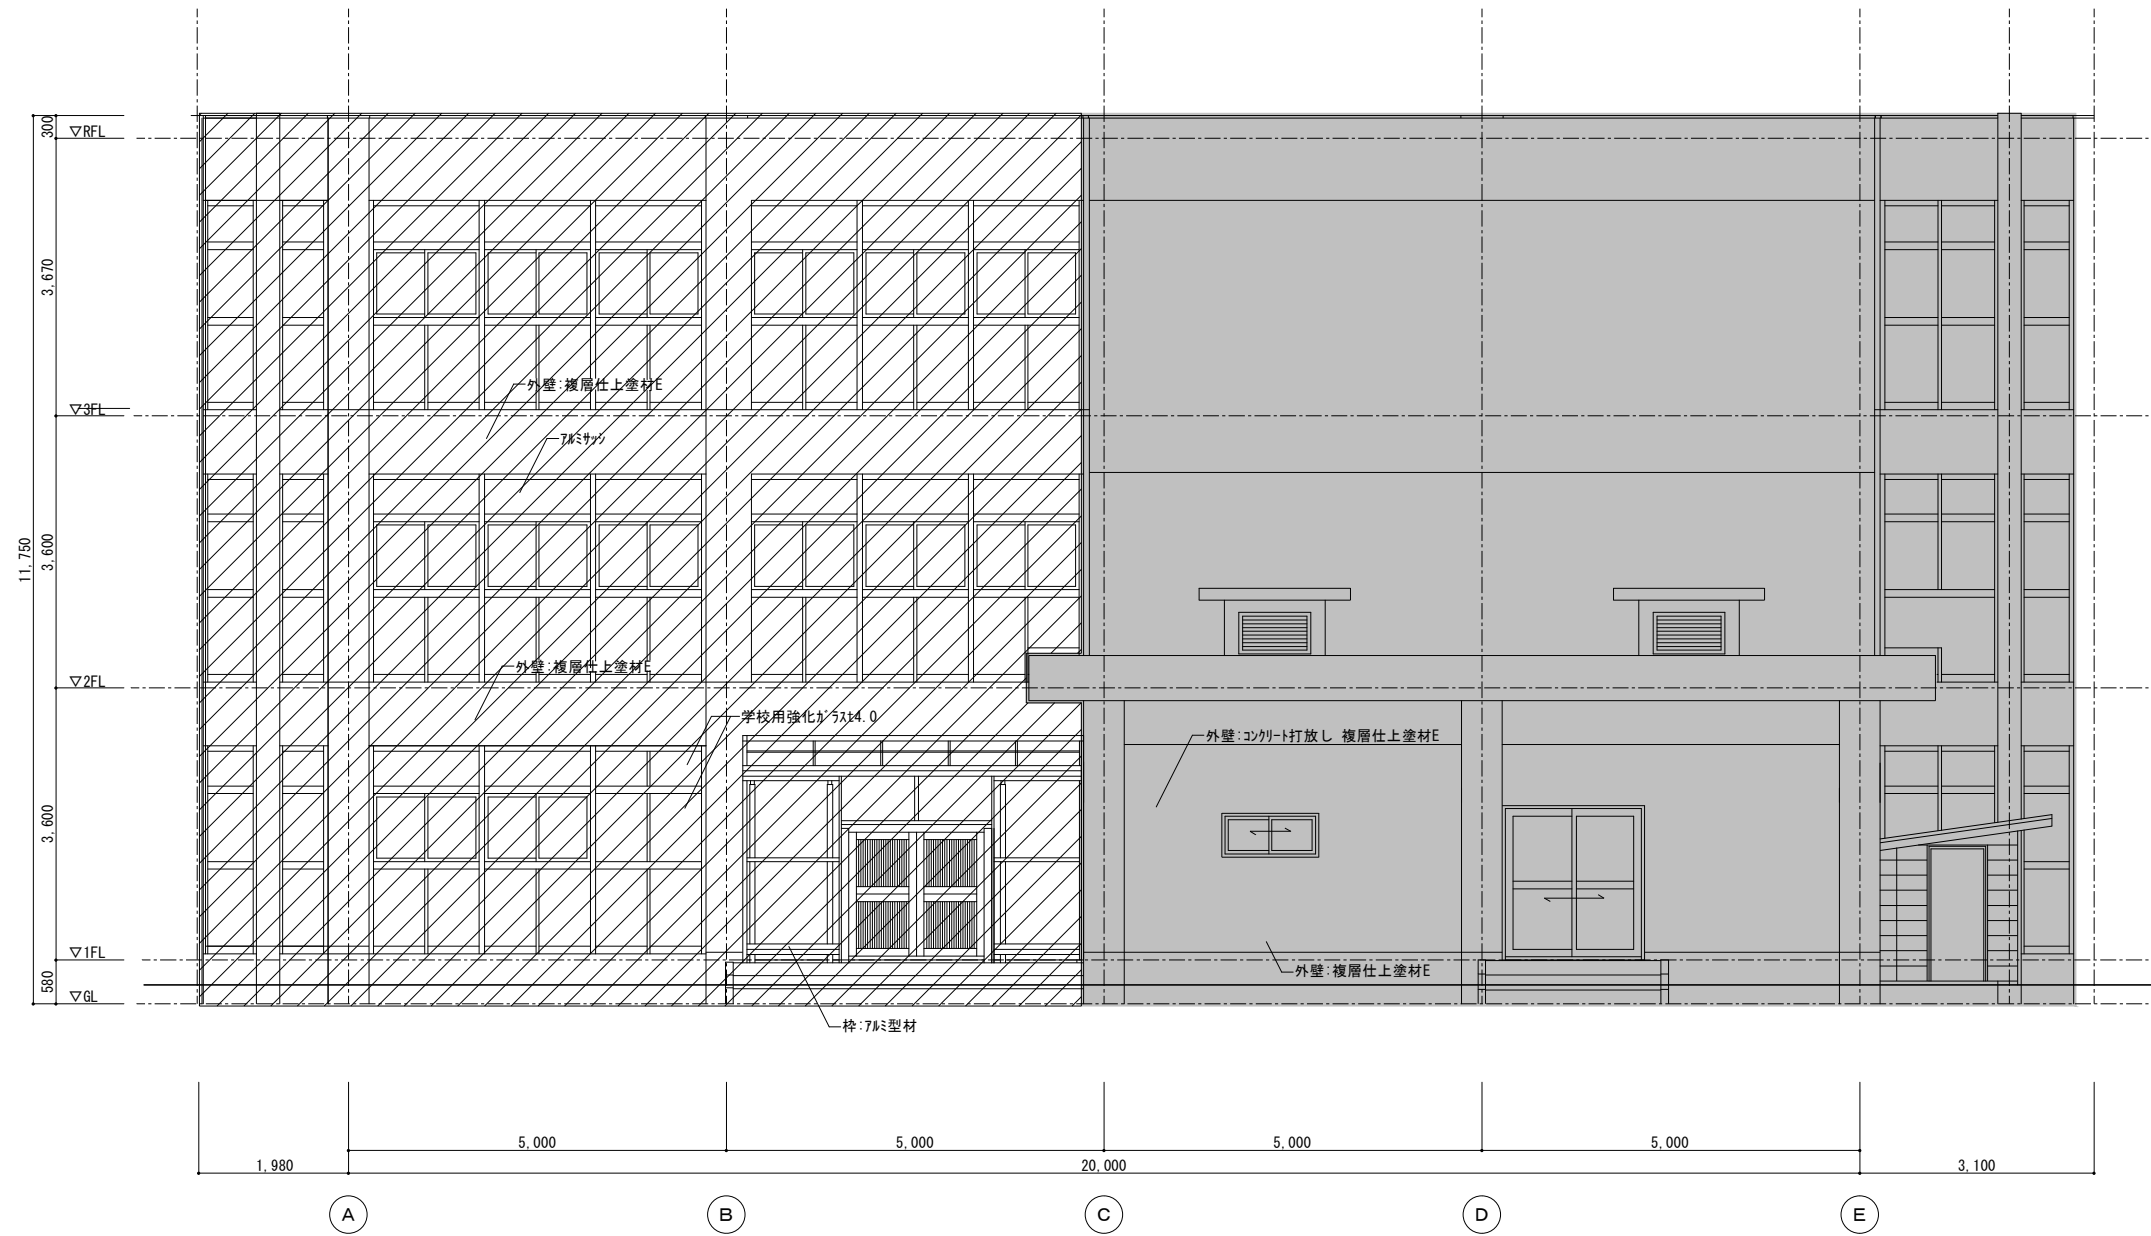 300
▽RFL
3,670
外壁:複層仕上塗材E
▽3FL
アルミサッシ
11,750
3,600
外壁:複層仕上塗材E
▽2FL
学校用強化ガラスt4.0
外壁:コンクリート打放し 複層仕上塗材E
3,600
▽1FL
外壁:複層仕上塗材E
580
▽GL
枠:アルミ型材
5,000
5,000
5,000
5,000
1,980
20,000
3,100
A
B
C
D
E